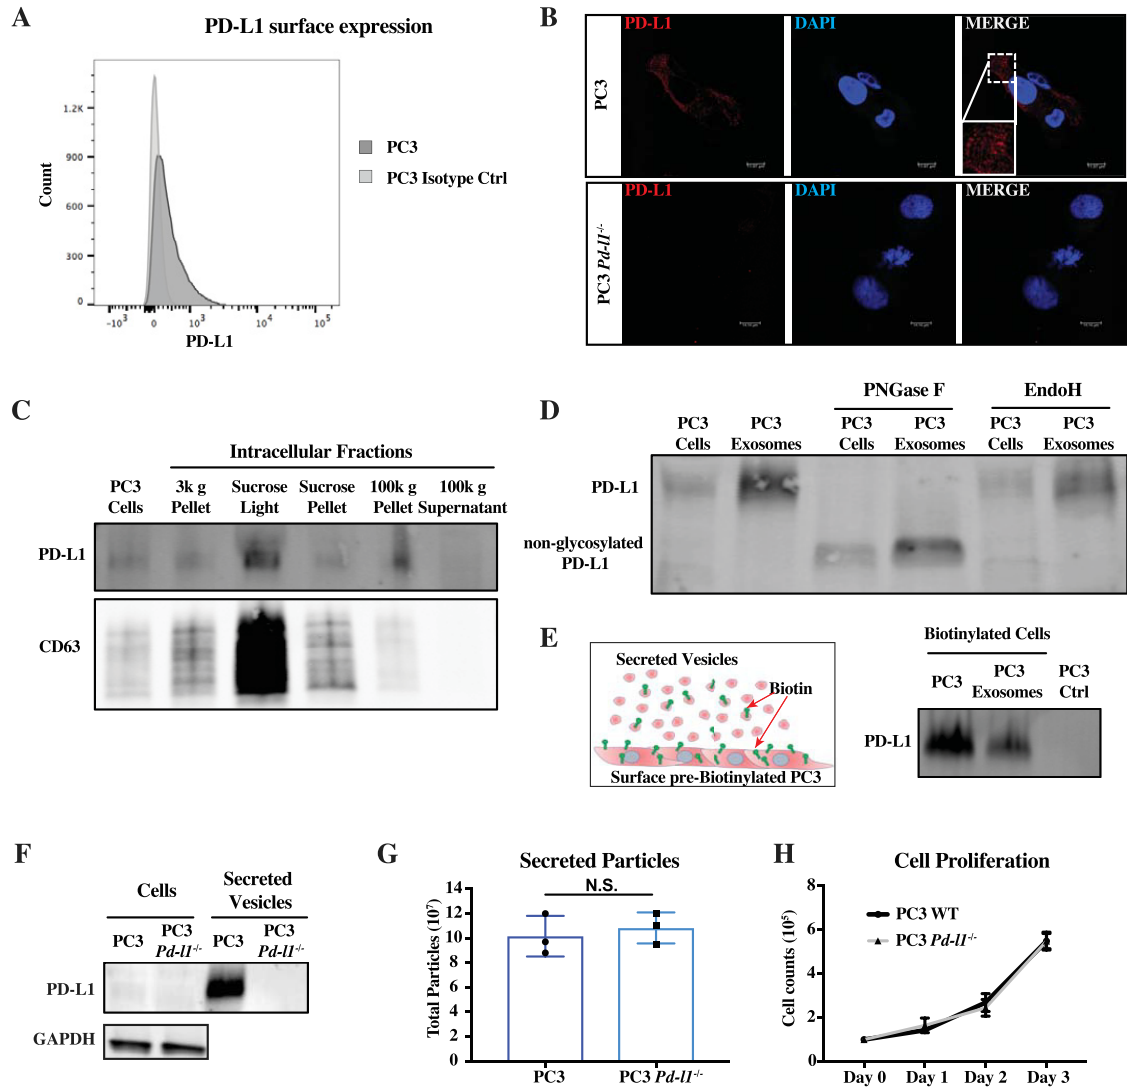 A
PD-L1 surface expression
1.2K
900
600
300
0
Count
-10³ 0 10³ 10⁴ 10⁵
PD-L1
PC3
PC3 Isotype Ctrl
B
PD-L1 DAPI MERGE
PC3
PD-L1 DAPI MERGE
PC3 Pd-l1⁻/⁻
C
Intracellular Fractions
PC3 3k g Sucrose Sucrose 100k g 100k g
Cells Pellet Light Pellet Pellet Supernatant
PD-L1
CD63
D
PNGase F EndoH
PC3 PC3 PC3 PC3 PC3 PC3
Cells Exosomes Cells Exosomes Cells Exosomes
PD-L1
non-glycosylated
PD-L1
E
Secreted Vesicles
Biotin
Surface pre-Biotinylated PC3
Biotinylated Cells
PC3 PC3 Exosomes PC3 Ctrl
PD-L1
F
Cells Secreted Vesicles
PC3 PC3 Pd-l1⁻/⁻ PC3 PC3 Pd-l1⁻/⁻
PD-L1
GAPDH
G
Secreted Particles
N.S.
14
12
10
8
6
4
2
0
Total Particles (10⁷)
PC3 PC3 Pd-l1⁻/⁻
H
Cell Proliferation
8
6
4
2
0
Cell counts (10⁵)
PC3 WT
PC3 Pd-l1⁻/⁻
Day 0 Day 1 Day 2 Day 3